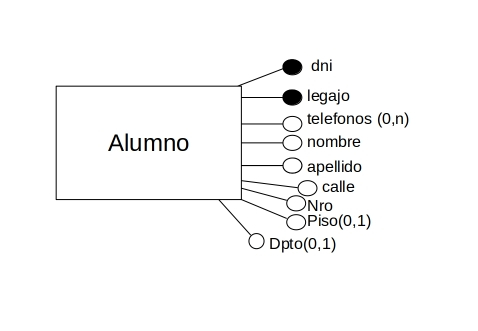 Alumno
dni
legajo
telefonos (0,n)
nombre
apellido
calle
Nro
Piso(0,1)
Dpto(0,1)